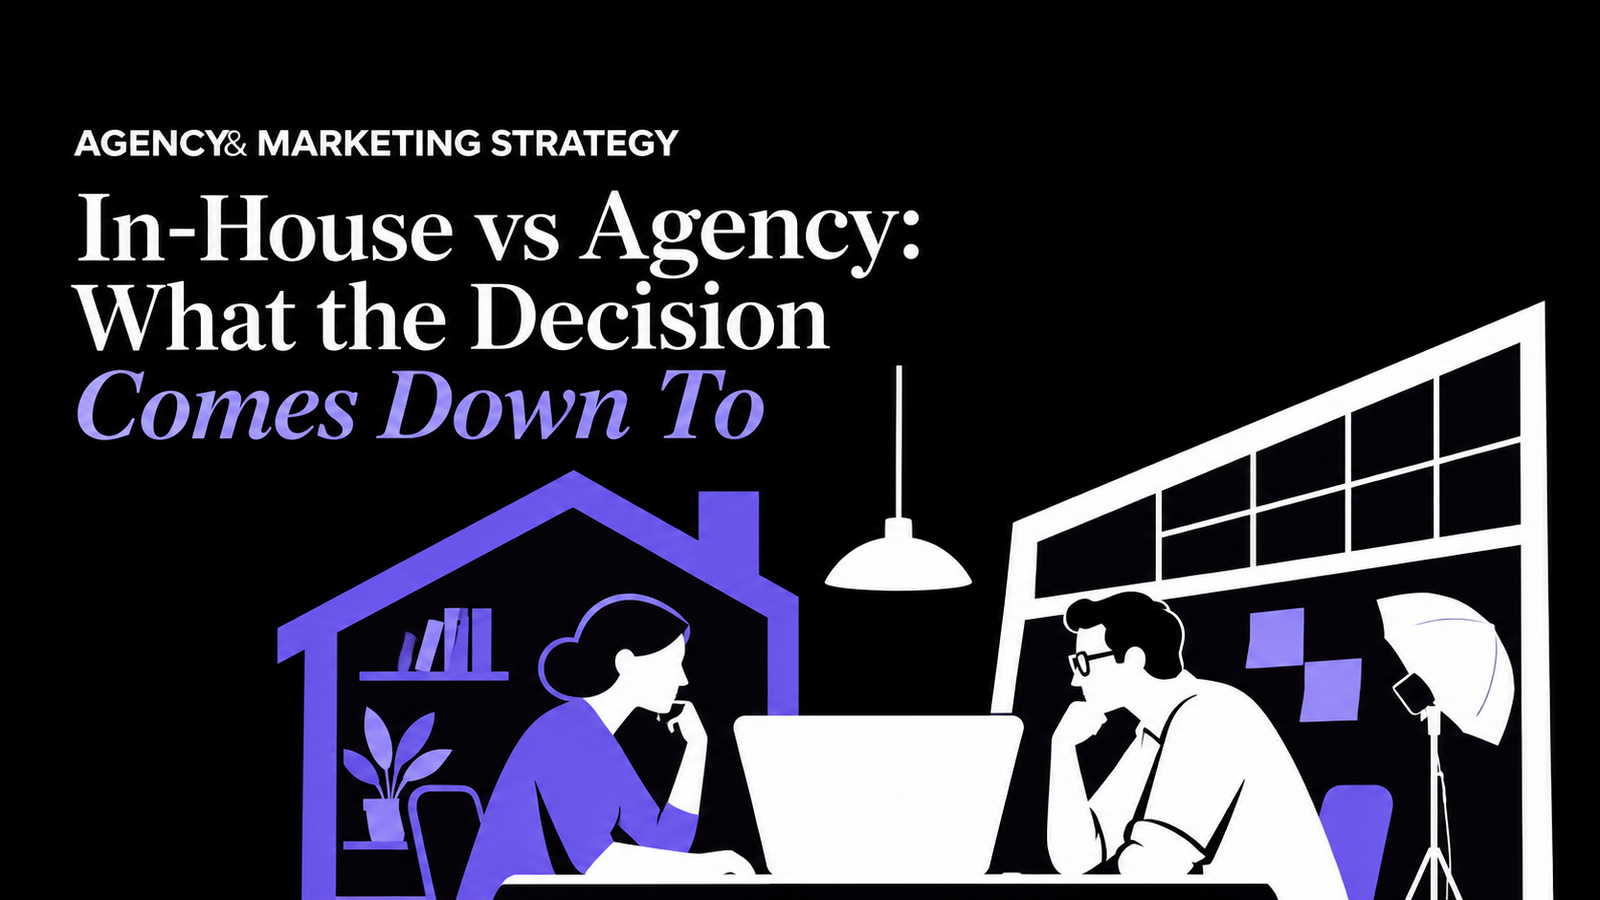 AGENCY& MARKETING STRATEGY
In-House vs Agency:
What the Decision
Comes Down To